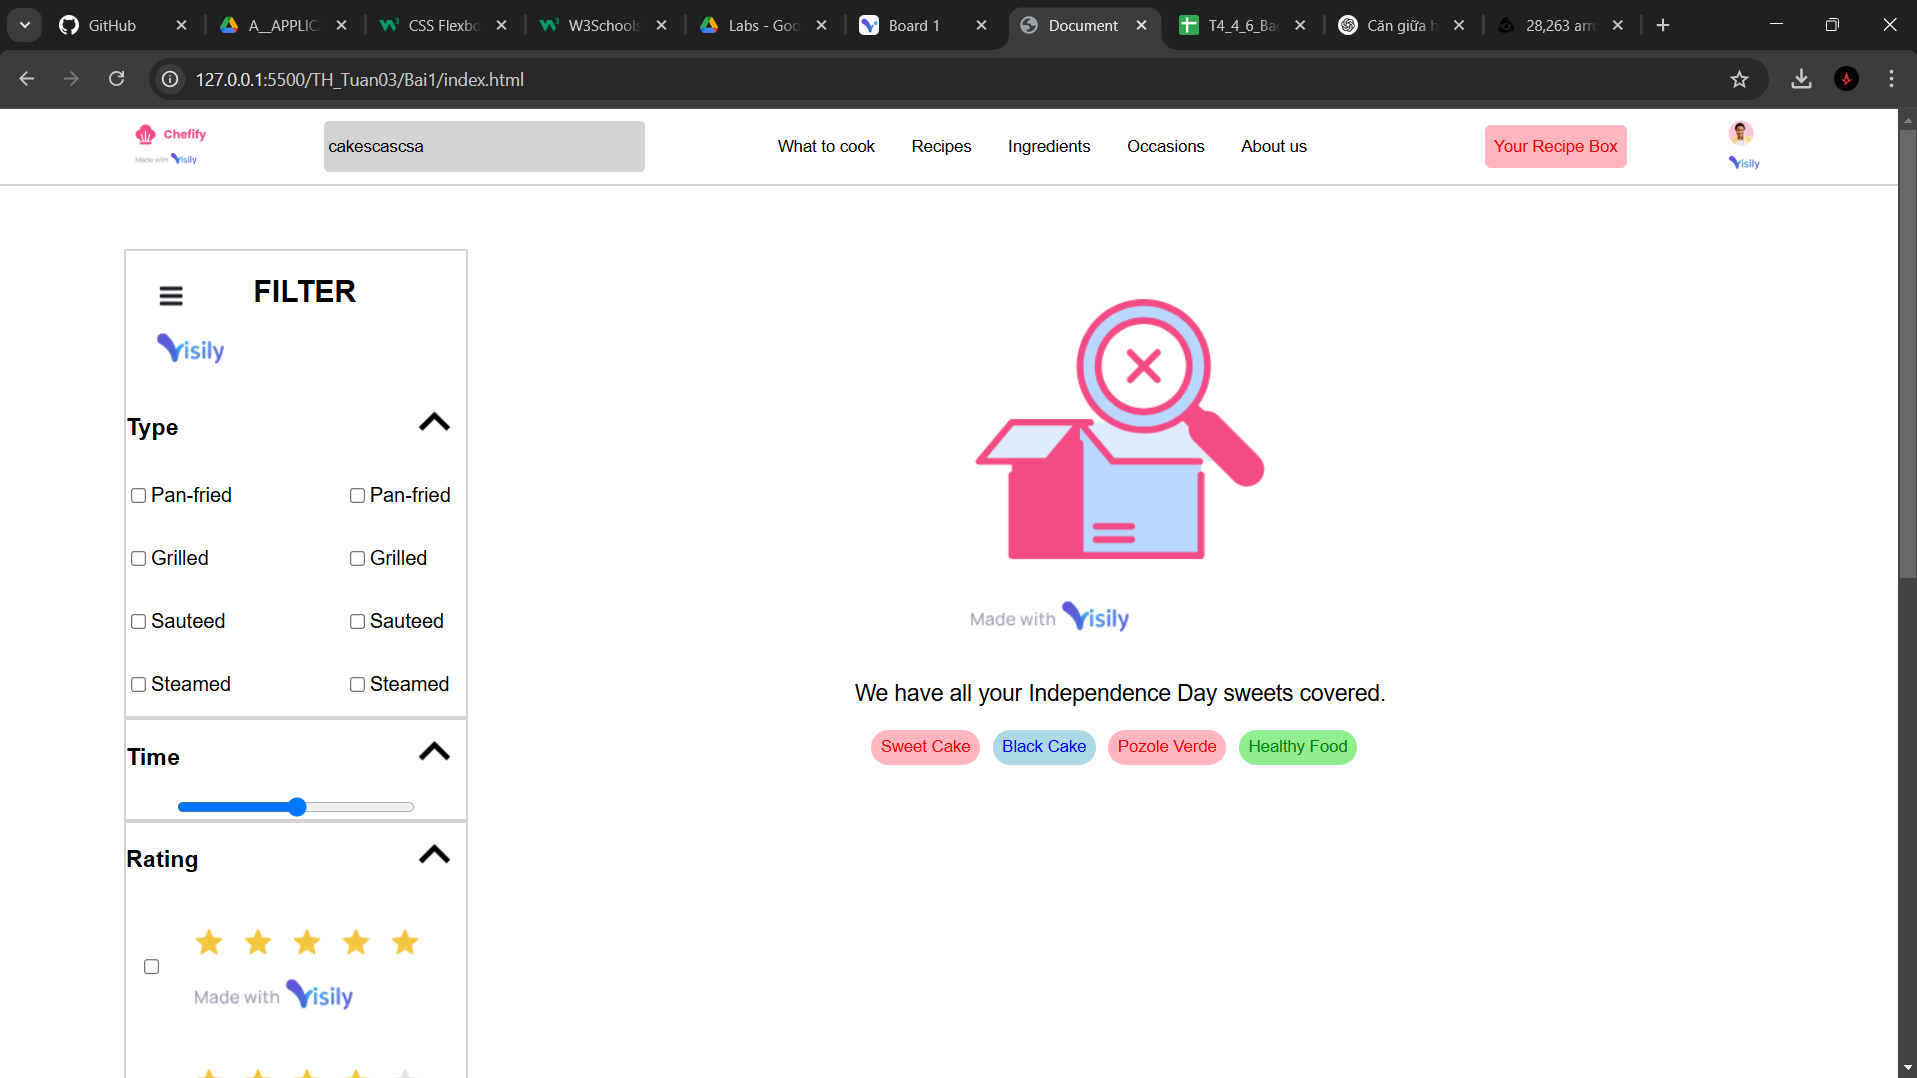 GitHub
A__APPLIC
CSS Flexbo
W3Schools
Labs - Goo
Board 1
Document
T4_4_6_Ba
Căn giữa h
28,263 arr
127.0.0.1:5500/TH_Tuan03/Bai1/index.html
Chefify
Made with Visily
cakescascsa
What to cook
Recipes
Ingredients
Occasions
About us
Your Recipe Box
Visily
FILTER
Visily
Type
Pan-fried
Pan-fried
Grilled
Grilled
Sauteed
Sauteed
Steamed
Steamed
Time
Rating
Made with Visily
Made with Visily
We have all your Independence Day sweets covered.
Sweet Cake
Black Cake
Pozole Verde
Healthy Food